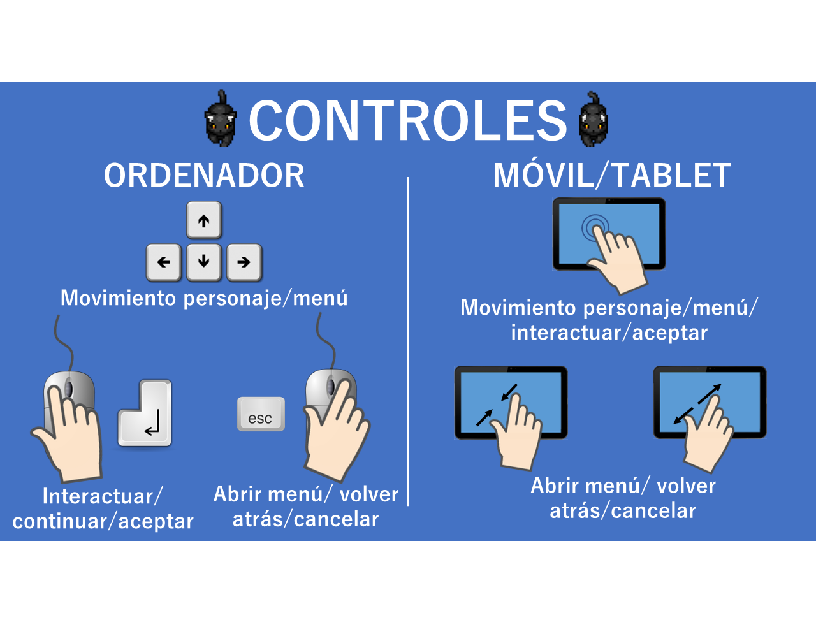 CONTROLES
ORDENADOR
Movimiento personaje/menú
esc
Interactuar/
continuar/aceptar
Abrir menú/ volver
atrás/cancelar
MÓVIL/TABLET
Movimiento personaje/menú/
interactuar/aceptar
Abrir menú/ volver
atrás/cancelar